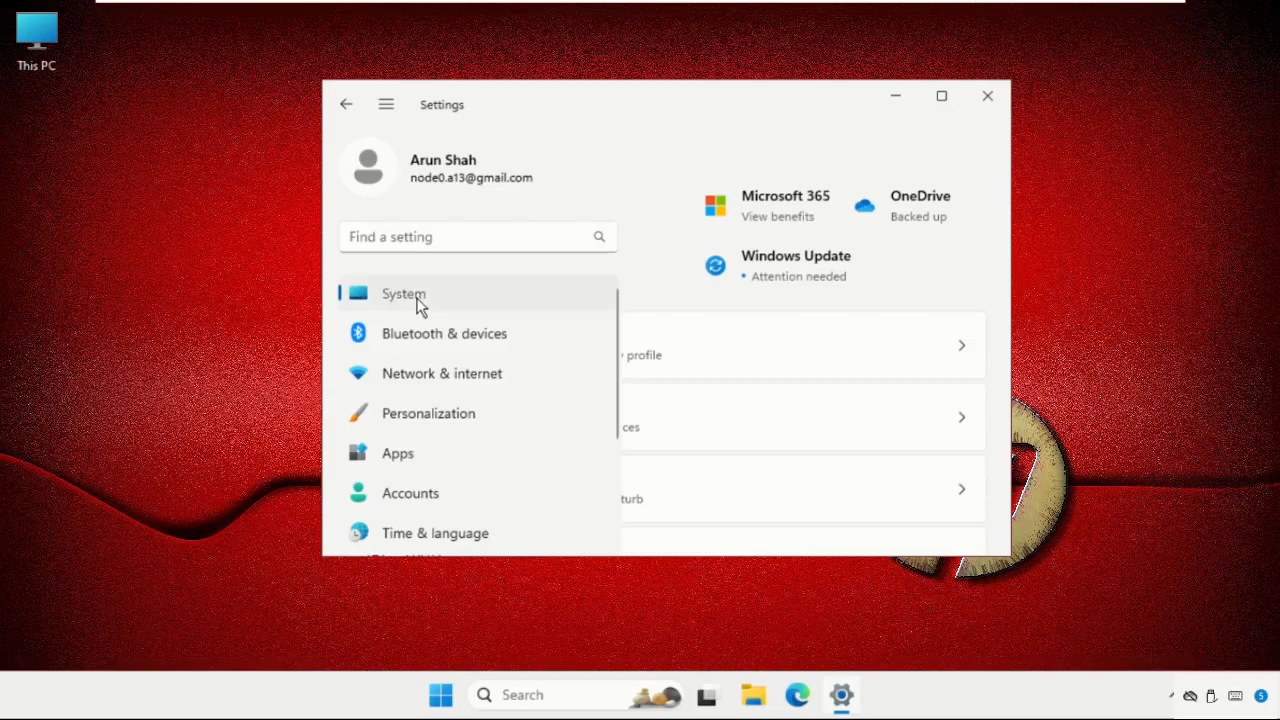 This PC
Settings
Arun Shah
node0.a13@gmail.com
Find a setting
Microsoft 365
View benefits
OneDrive
Backed up
Windows Update
Attention needed
System
Bluetooth & devices
Network & internet
Personalization
Apps
Accounts
Time & language
profile
ces
turb
Search
5